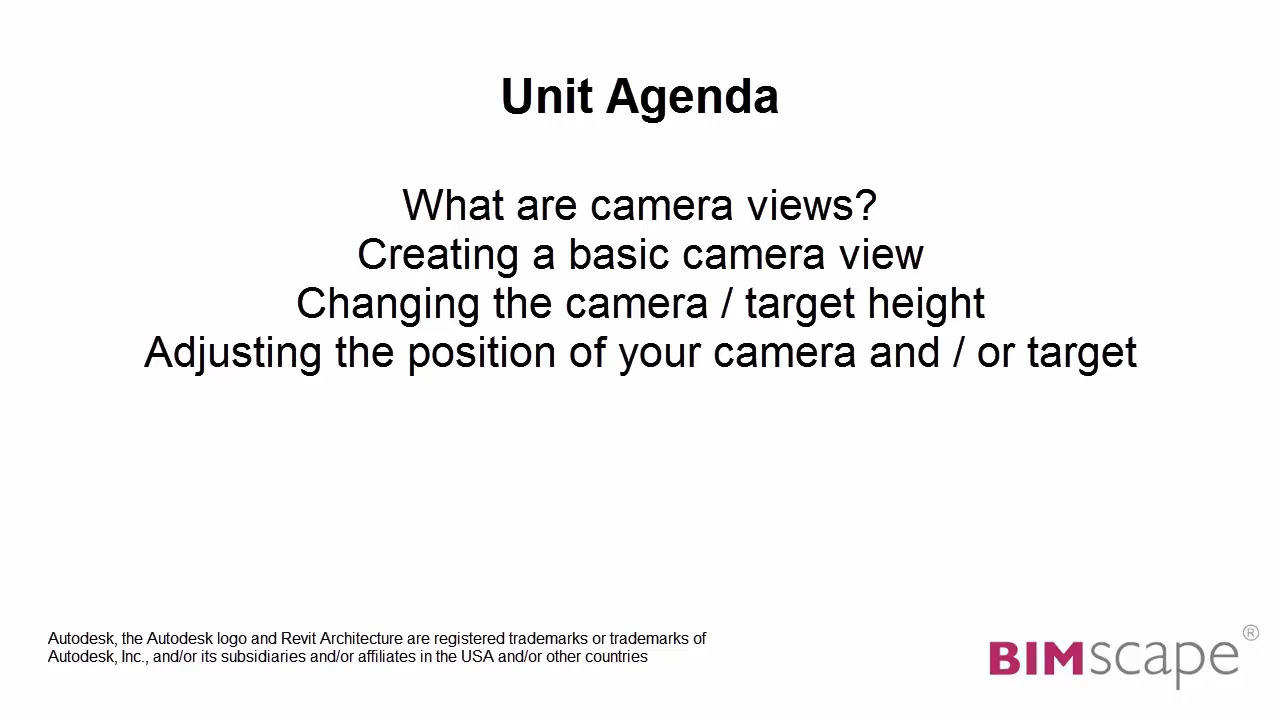 Unit Agenda
What are camera views?
Creating a basic camera view
Changing the camera / target height
Adjusting the position of your camera and / or target
Autodesk, the Autodesk logo and Revit Architecture are registered trademarks or trademarks of
Autodesk, Inc., and/or its subsidiaries and/or affiliates in the USA and/or other countries
BIMscape®